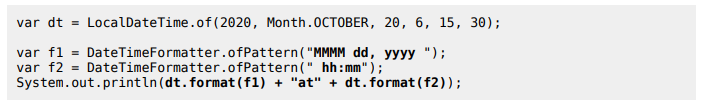 var dt = LocalDateTime.of(2020, Month.OCTOBER, 20, 6, 15, 30);
var f1 = DateTimeFormatter.ofPattern("MMMM dd, yyyy ");
var f2 = DateTimeFormatter.ofPattern(" hh:mm");
System.out.println(dt.format(f1) + "at" + dt.format(f2));